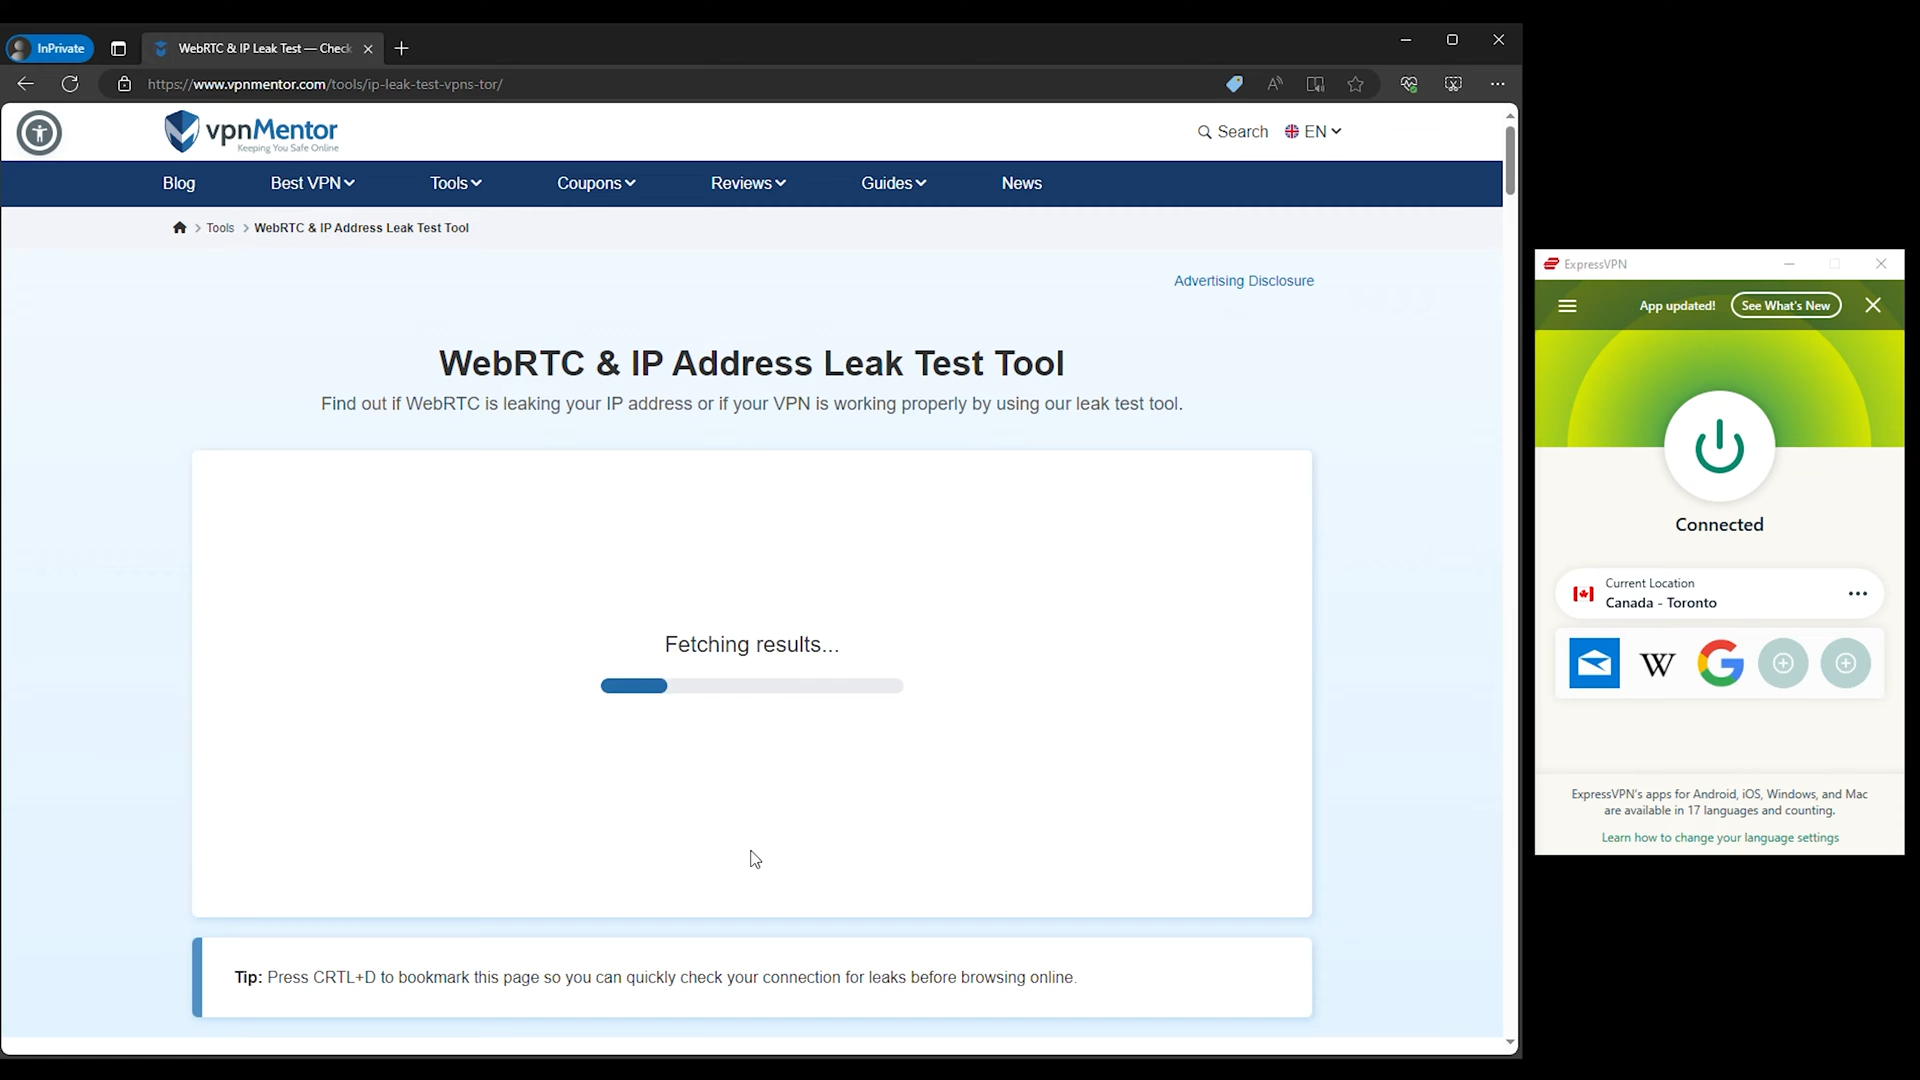 InPrivate
WebRTC & IP Leak Test — Check
https://www.vpnmentor.com/tools/ip-leak-test-vpns-tor/
vpnMentor
Keeping You Safe Online
Search
EN
Blog
Best VPN
Tools
Coupons
Reviews
Guides
News
Tools
WebRTC & IP Address Leak Test Tool
Advertising Disclosure
WebRTC & IP Address Leak Test Tool
Find out if WebRTC is leaking your IP address or if your VPN is working properly by using our leak test tool.
Fetching results...
Tip: Press CRTL+D to bookmark this page so you can quickly check your connection for leaks before browsing online.
ExpressVPN
App updated!
See What's New
Connected
Current Location
Canada - Toronto
W
G
ExpressVPN's apps for Android, iOS, Windows, and Mac
are available in 17 languages and counting.
Learn how to change your language settings